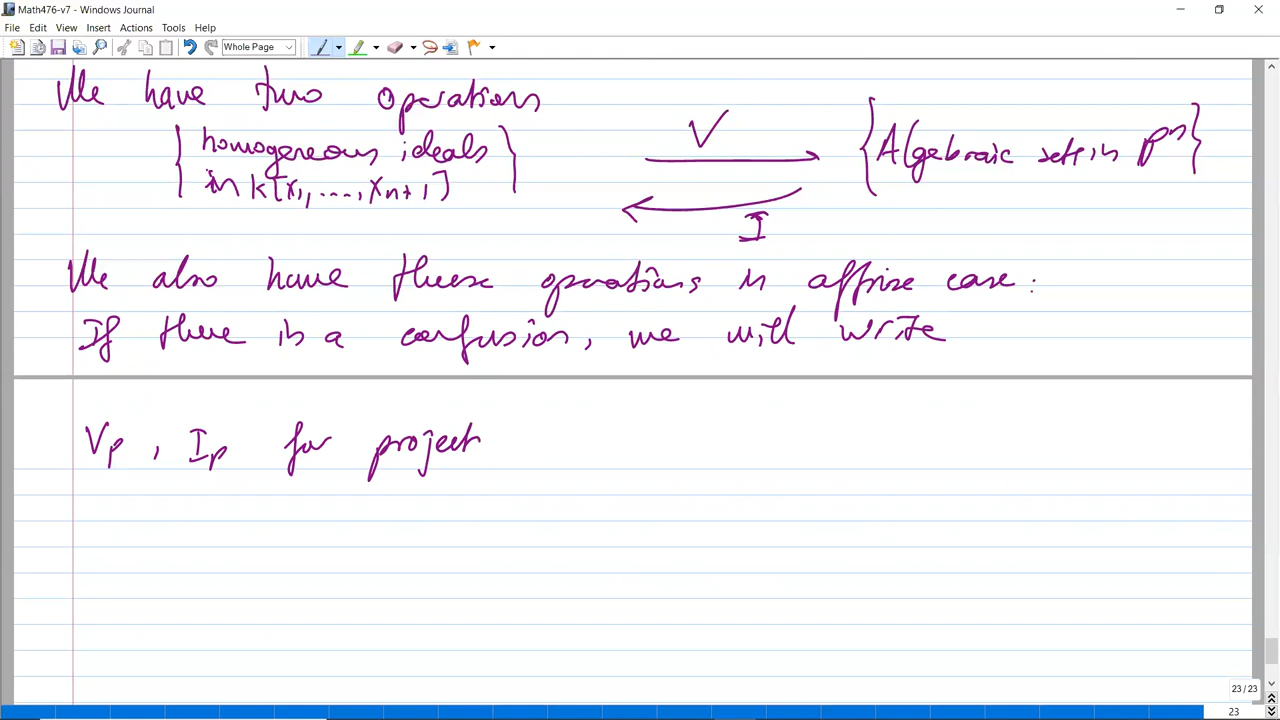 Math476-v7 - Windows Journal
File Edit View Insert Actions Tools Help
Whole Page
We have two operations
{ homogeneous ideals in k[x1, ..., xn+1] } V { Algebraic sets in P^n }
I
We also have these operations in affine case:
If there is a confusion, we will write
Vp, Ip for project
23 / 23
23